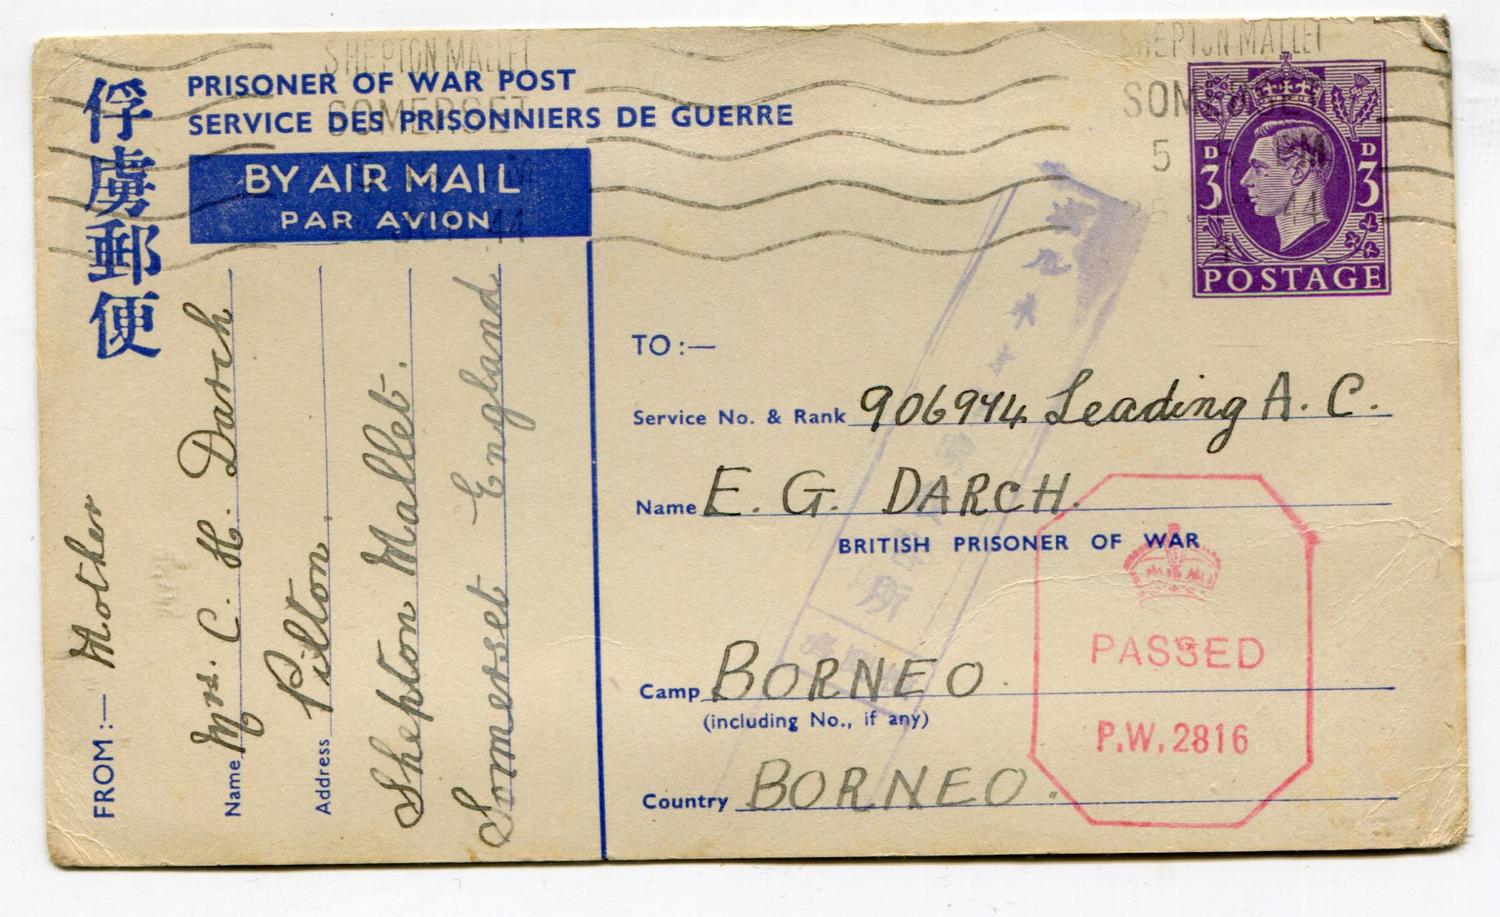 俘虜郵便
PRISONER OF WAR POST
SERVICE DES PRISONNIERS DE GUERRE
BY AIR MAIL
PAR AVION
SHEPTON MALLET
SOMERSET
SHEPTON MALLET
SOM
5 PM
44
D D
3 3
POSTAGE
FROM:— Mother
Name Mrs. C. H. Darch
Address Pilton.
Shepton Mallet.
Somerset England
TO:—
Service No. & Rank 906944 Leading A. C.
Name E. G. DARCH.
BRITISH PRISONER OF WAR
Camp BORNEO.
(including No., if any)
Country BORNEO.
PASSED
P.W. 2816
所